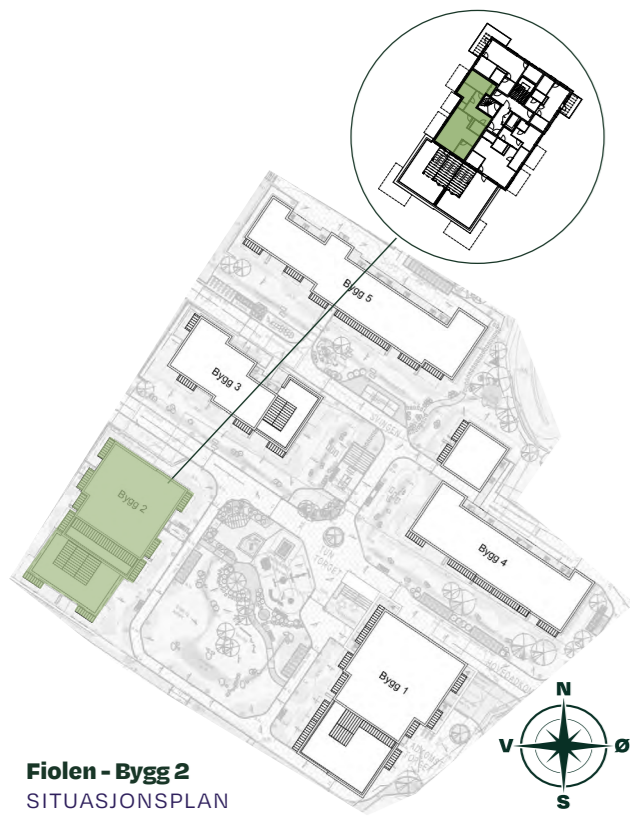 Bygg 5
Bygg 3
Bygg 2
Bygg 4
Bygg 1
N
V
Ø
S
Fiolen - Bygg 2
SITUASJONSPLAN